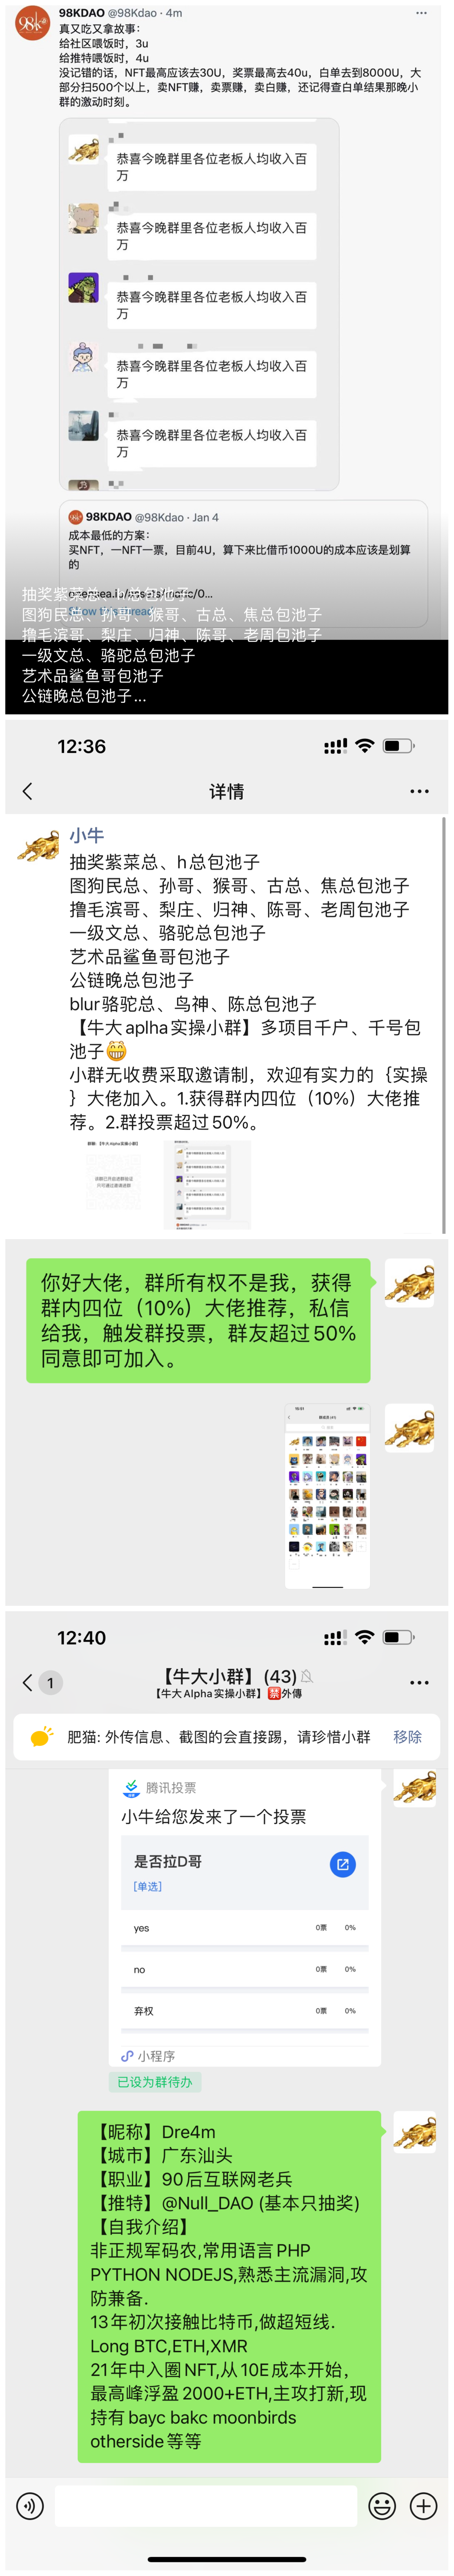 98KDAO @98Kdao · 4m
真又吃又拿故事：
给社区喂饭时，3u
给推特喂饭时，4u
没记错的话，NFT最高应该去30U，奖票最高去40u，白单去到8000U，大
部分扫500个以上，卖NFT赚，卖票赚，卖白赚，还记得查白单结果那晚小
群的激动时刻。
恭喜今晚群里各位老板人均收入百
万
恭喜今晚群里各位老板人均收入百
万
恭喜今晚群里各位老板人均收入百
万
恭喜今晚群里各位老板人均收入百
万
恭喜今晚群里各位老板人均收入百
万
98KDAO @98Kdao · Jan 4
成本最低的方案：
买NFT，一NFT一票，目前4U，算下来比借币1000U的成本应该是划算
的
抽奖紫菜总、h总包池子
图狗民总、孙哥、猴哥、古总、焦总包池子
撸毛滨哥、梨庄、归神、陈哥、老周包池子
一级文总、骆驼总包池子
艺术品鲨鱼哥包池子
公链晚总包池子...
12:36
详情
小牛
抽奖紫菜总、h总包池子
图狗民总、孙哥、猴哥、古总、焦总包池子
撸毛滨哥、梨庄、归神、陈哥、老周包池子
一级文总、骆驼总包池子
艺术品鲨鱼哥包池子
公链晚总包池子
blur骆驼总、鸟神、陈总包池子
【牛大aplha实操小群】多项目千户、千号包
池子😁
小群无收费采取邀请制，欢迎有实力的｛实操
｝大佬加入。1.获得群内四位（10%）大佬推
荐。2.群投票超过50%。
你好大佬，群所有权不是我，获得
群内四位（10%）大佬推荐，私信
给我，触发群投票，群友超过50%
同意即可加入。
12:40
1
【牛大小群】(43)
【牛大Alpha实操小群】🈲外傳
肥猫: 外传信息、截图的会直接踢，请珍惜小群
移除
腾讯投票
小牛给您发来了一个投票
是否拉D哥
[单选]
yes 0票 0%
no 0票 0%
弃权 0票 0%
小程序
已设为群待办
【昵称】Dre4m
【城市】广东汕头
【职业】90后互联网老兵
【推特】@Null_DAO (基本只抽奖)
【自我介绍】
非正规军码农,常用语言PHP
PYTHON NODEJS,熟悉主流漏洞,攻
防兼备.
13年初次接触比特币,做超短线.
Long BTC,ETH,XMR
21年中入圈NFT,从10E成本开始，
最高峰浮盈2000+ETH,主攻打新,现
持有bayc bakc moonbirds
otherside等等